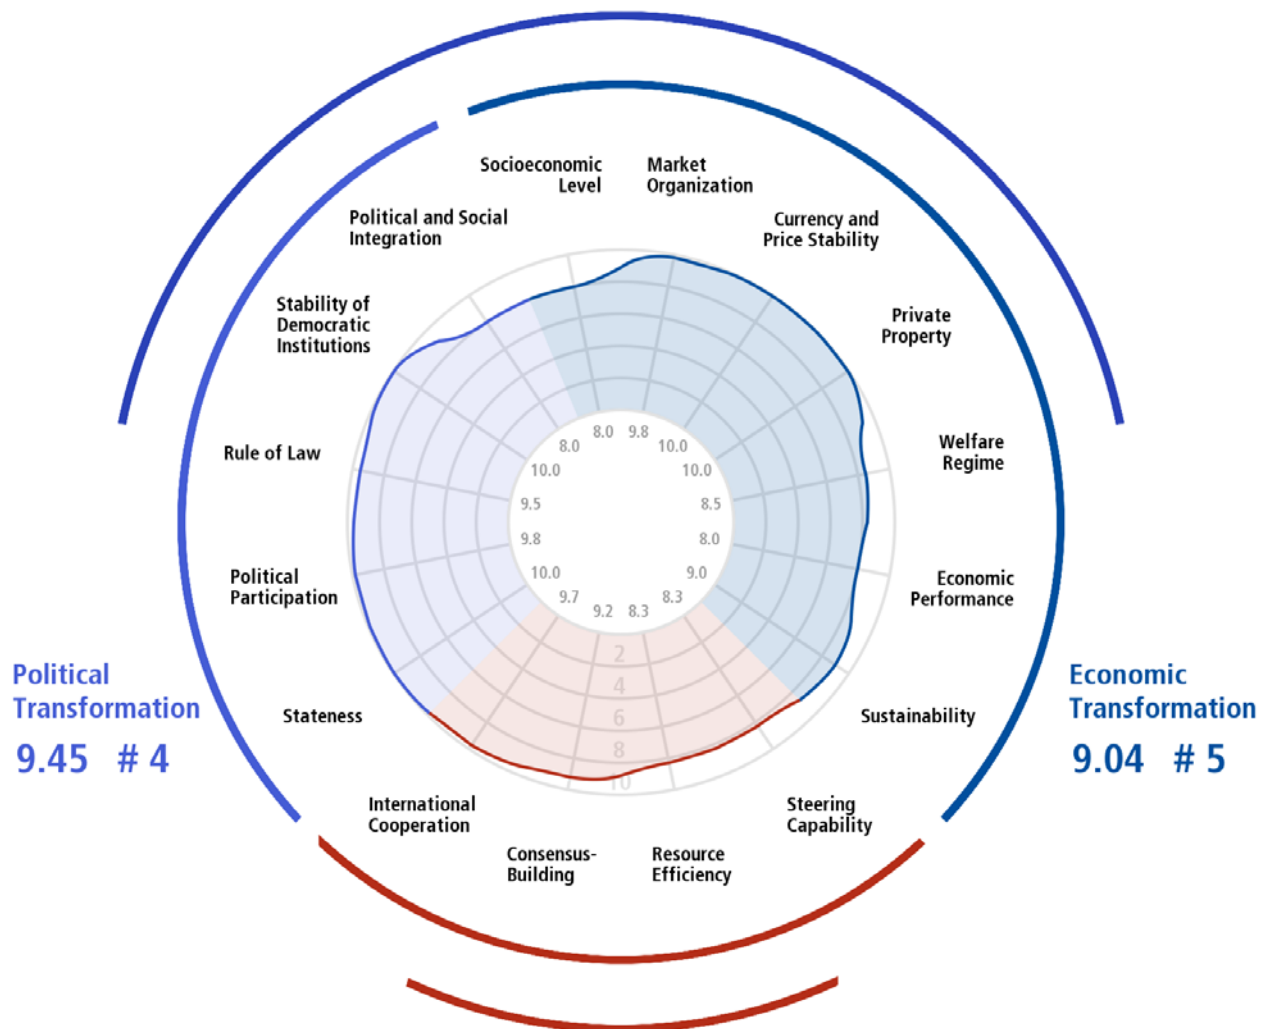 Socioeconomic
Level
Market
Organization
Political and Social
Integration
Currency and
Price Stability
Stability of
Democratic
Institutions
Private
Property
Rule of Law
Welfare
Regime
Political
Participation
Economic
Performance
Stateness
Sustainability
International
Cooperation
Steering
Capability
Consensus-
Building
Resource
Efficiency
8.0
9.8
8.0
10.0
10.0
10.0
9.5
8.5
9.8
8.0
10.0
9.0
9.7
8.3
9.2
8.3
2
4
6
8
10
Political
Transformation
9.45 # 4
Economic
Transformation
9.04 # 5